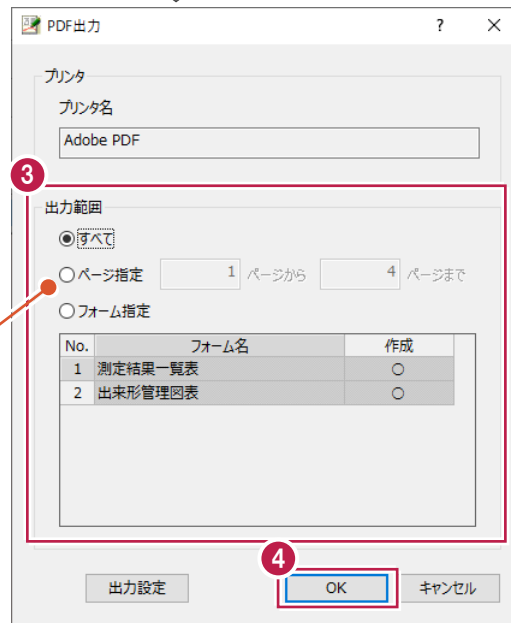 PDF出力 ? ×
プリンタ
プリンタ名
Adobe PDF
3
出力範囲
すべて
ページ指定 1 ページから 4 ページまで
フォーム指定
No. フォーム名 作成
1 測定結果一覧表 ○
2 出来形管理図表 ○
4
出力設定 OK キャンセル